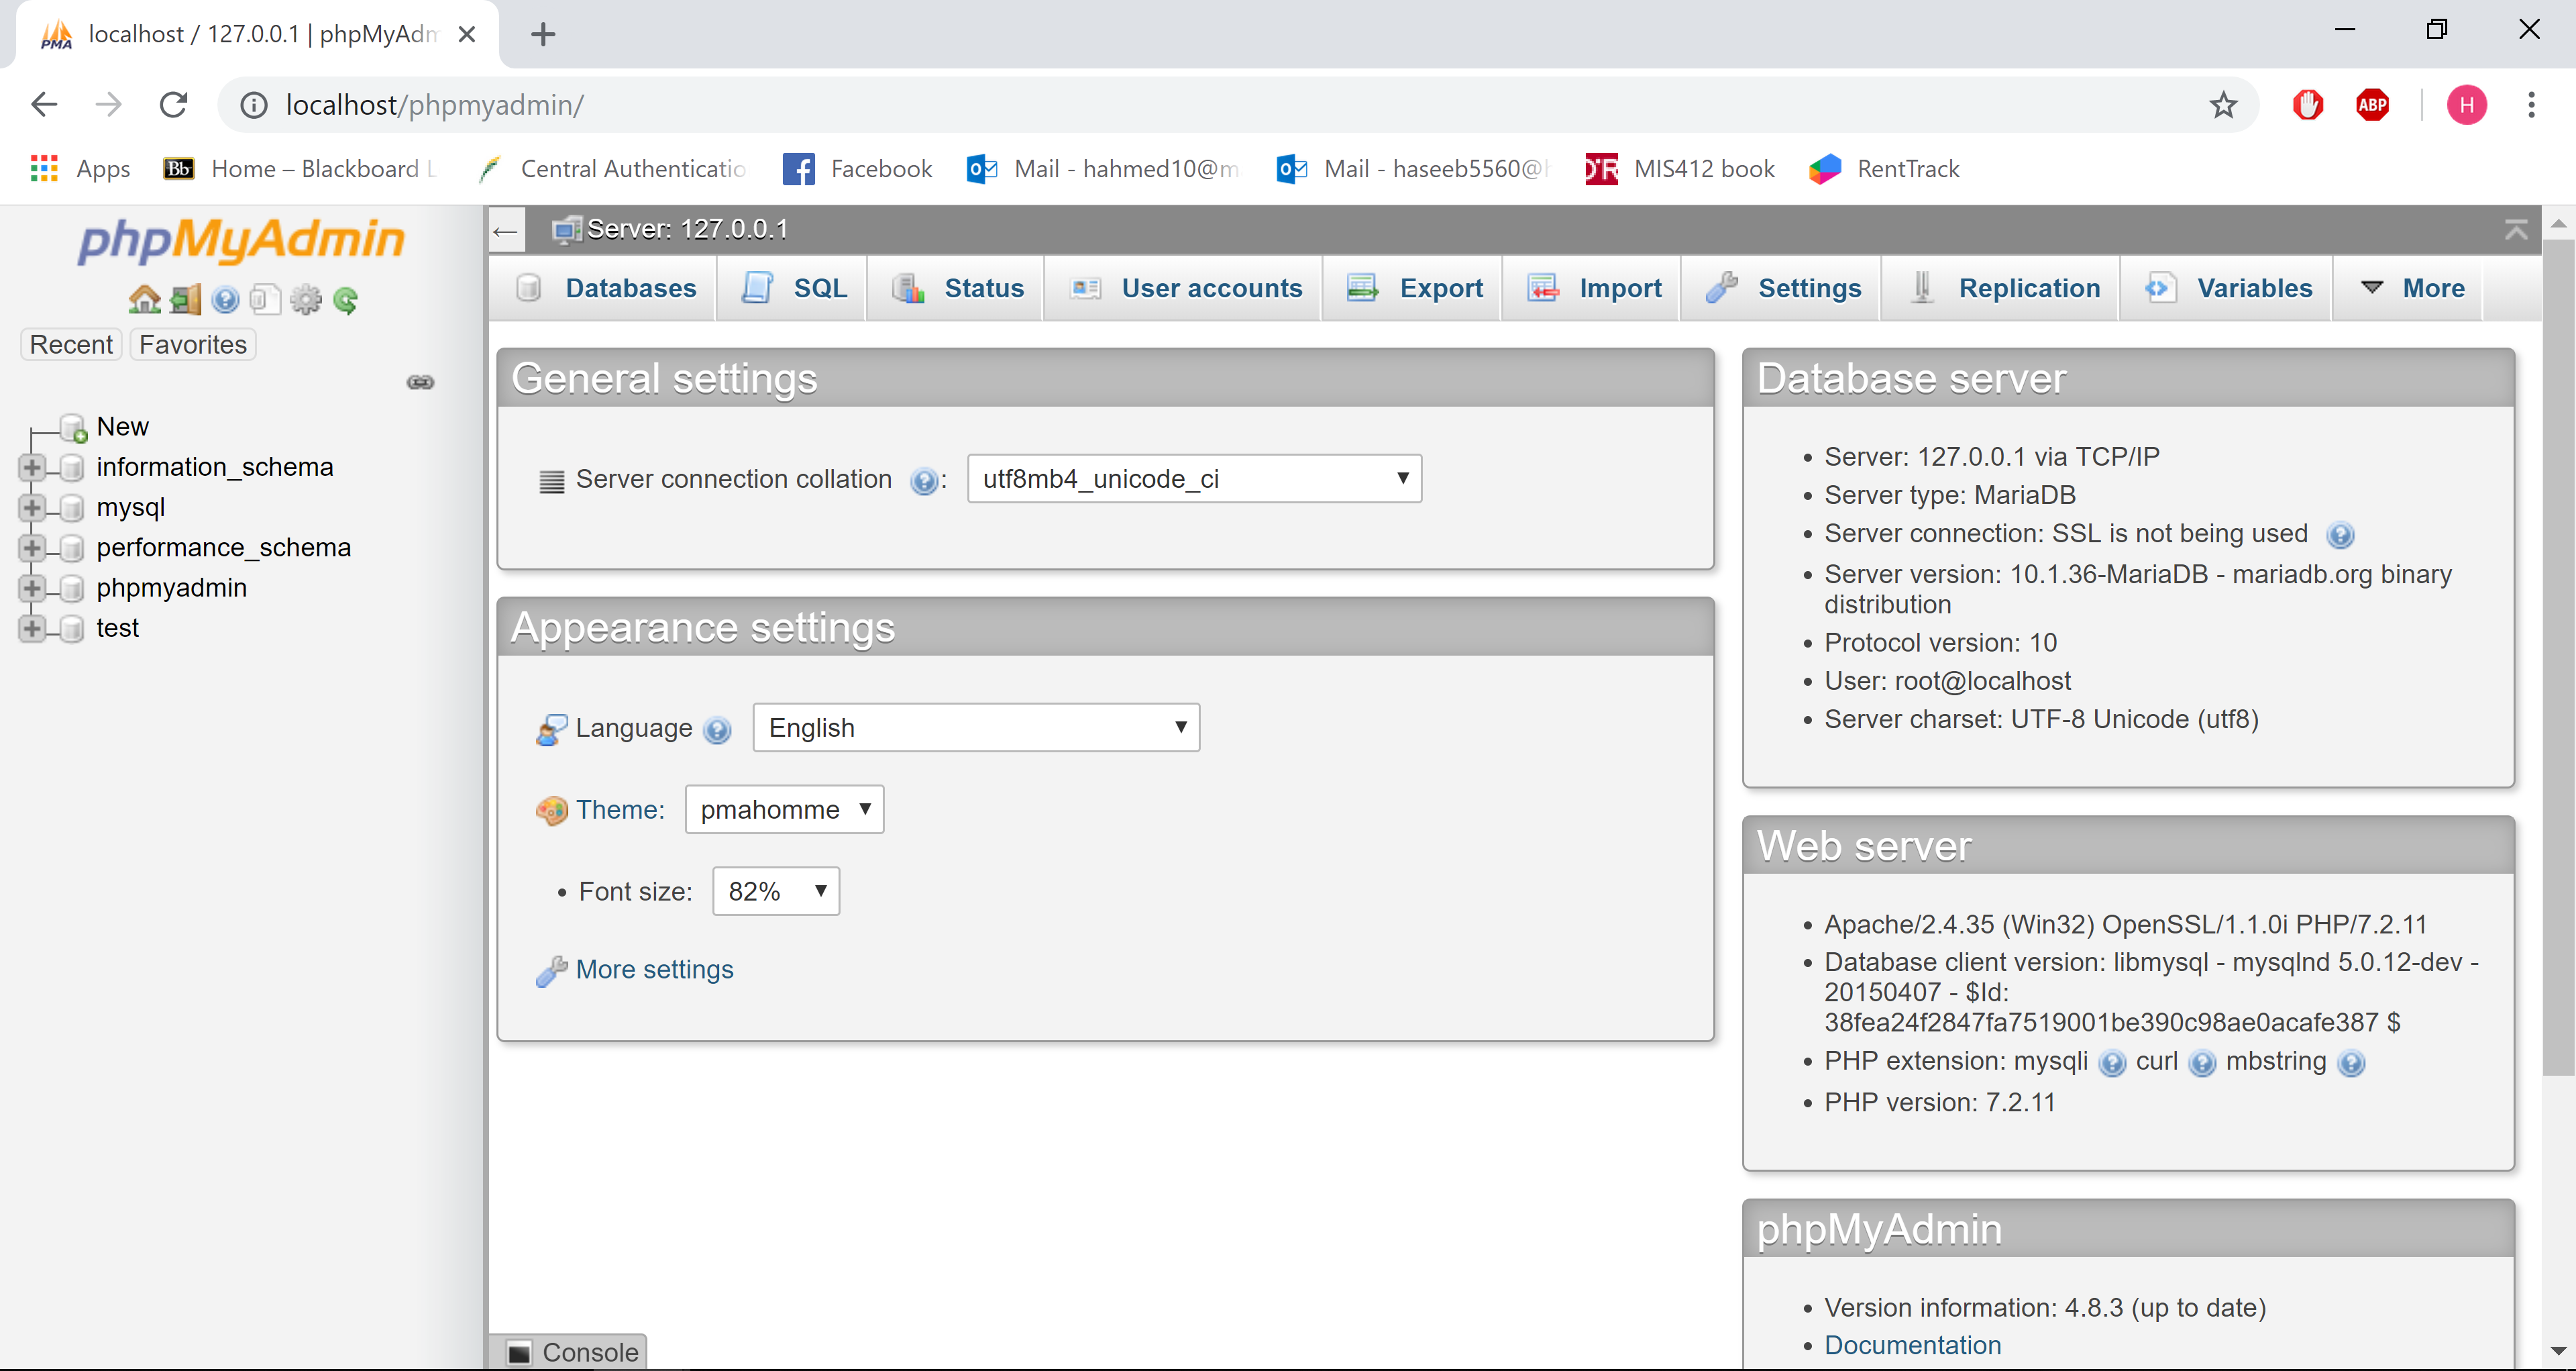 PMA localhost / 127.0.0.1 | phpMyAdm
localhost/phpmyadmin/
ABP H
Apps Bb Home – Blackboard L Central Authenticatio Facebook Mail - hahmed10@m Mail - haseeb5560@h MIS412 book RentTrack
phpMyAdmin
Recent Favorites
New
information_schema
mysql
performance_schema
phpmyadmin
test
Server: 127.0.0.1
Databases SQL Status User accounts Export Import Settings Replication Variables More
General settings
Server connection collation : utf8mb4_unicode_ci
Appearance settings
Language English
Theme: pmahomme
• Font size: 82%
More settings
Console
Database server
• Server: 127.0.0.1 via TCP/IP
• Server type: MariaDB
• Server connection: SSL is not being used
• Server version: 10.1.36-MariaDB - mariadb.org binary
distribution
• Protocol version: 10
• User: root@localhost
• Server charset: UTF-8 Unicode (utf8)
Web server
• Apache/2.4.35 (Win32) OpenSSL/1.1.0i PHP/7.2.11
• Database client version: libmysql - mysqlnd 5.0.12-dev -
20150407 - $Id:
38fea24f2847fa7519001be390c98ae0acafe387 $
• PHP extension: mysqli curl mbstring
• PHP version: 7.2.11
phpMyAdmin
• Version information: 4.8.3 (up to date)
• Documentation